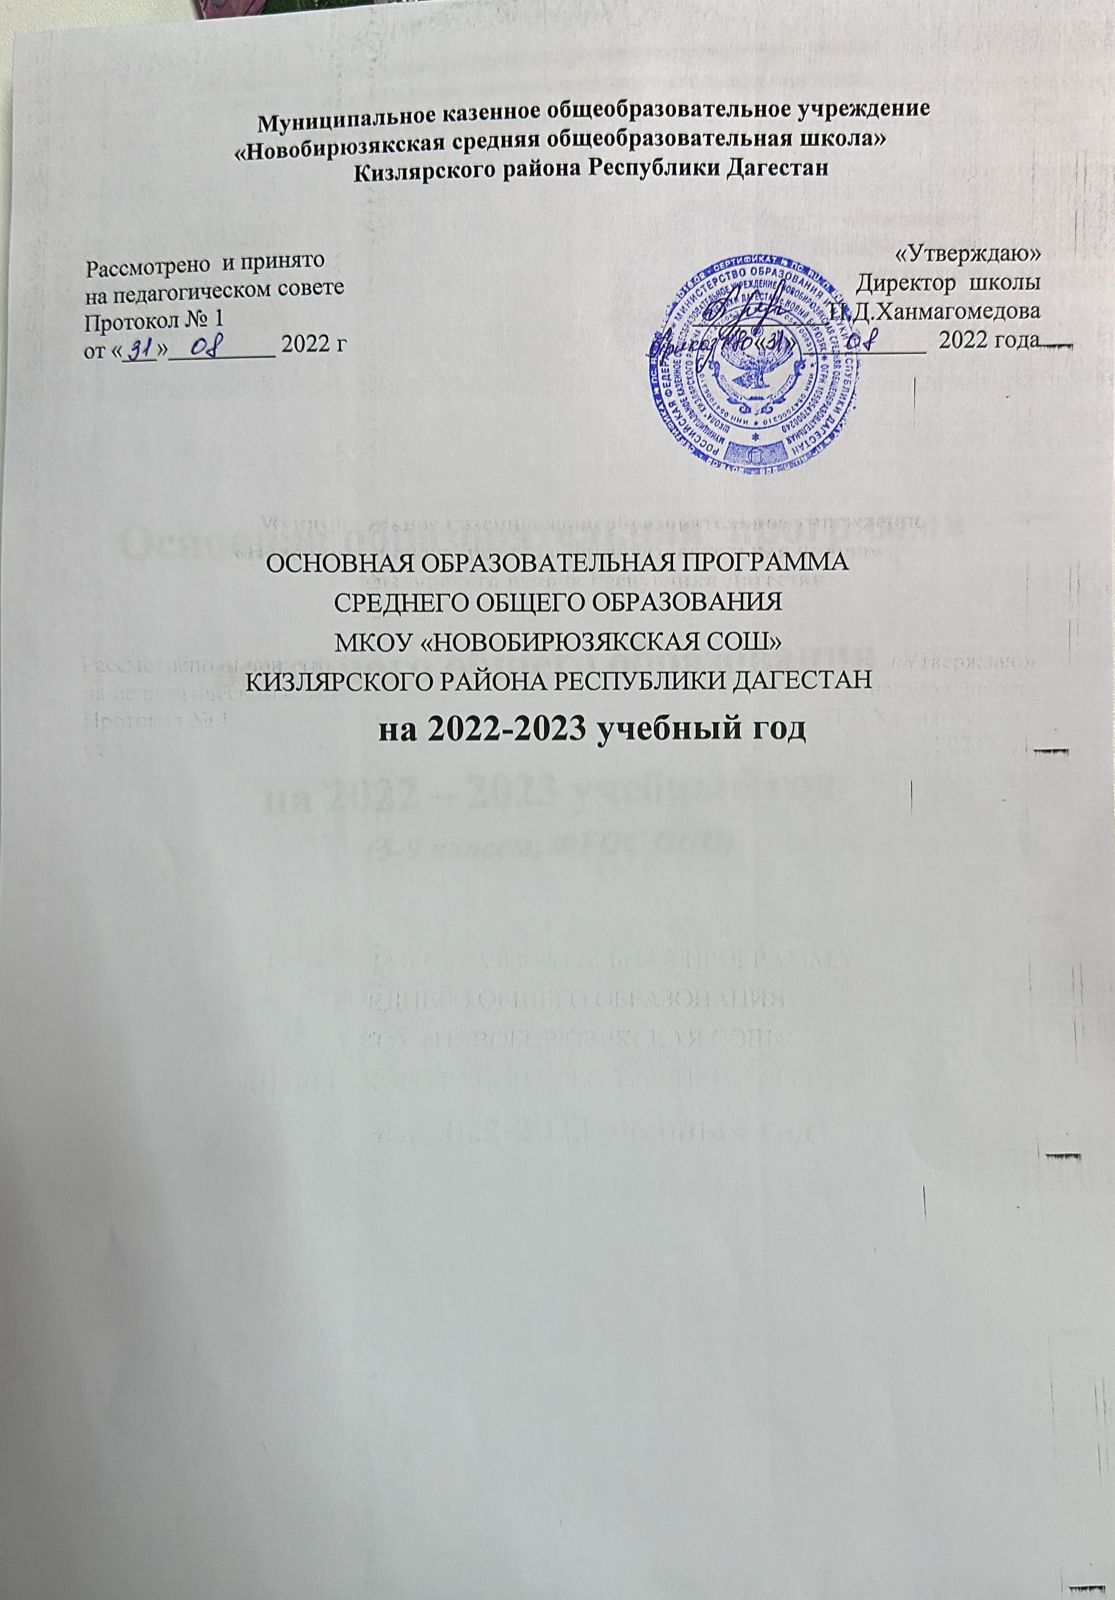 Муниципальное казенное общеобразовательное учреждение
«Новобирюзякская средняя общеобразовательная школа»
Кизлярского района Республики Дагестан
Рассмотрено и принято
на педагогическом совете
Протокол № 1
от «31» 08 2022 г
«Утверждаю»
Директор школы
Д.Ханмагомедова
«31» 08 2022 года
ОСНОВНАЯ ОБРАЗОВАТЕЛЬНАЯ ПРОГРАММА
СРЕДНЕГО ОБЩЕГО ОБРАЗОВАНИЯ
МКОУ «НОВОБИРЮЗЯКСКАЯ СОШ»
КИЗЛЯРСКОГО РАЙОНА РЕСПУБЛИКИ ДАГЕСТАН
на 2022-2023 учебный год